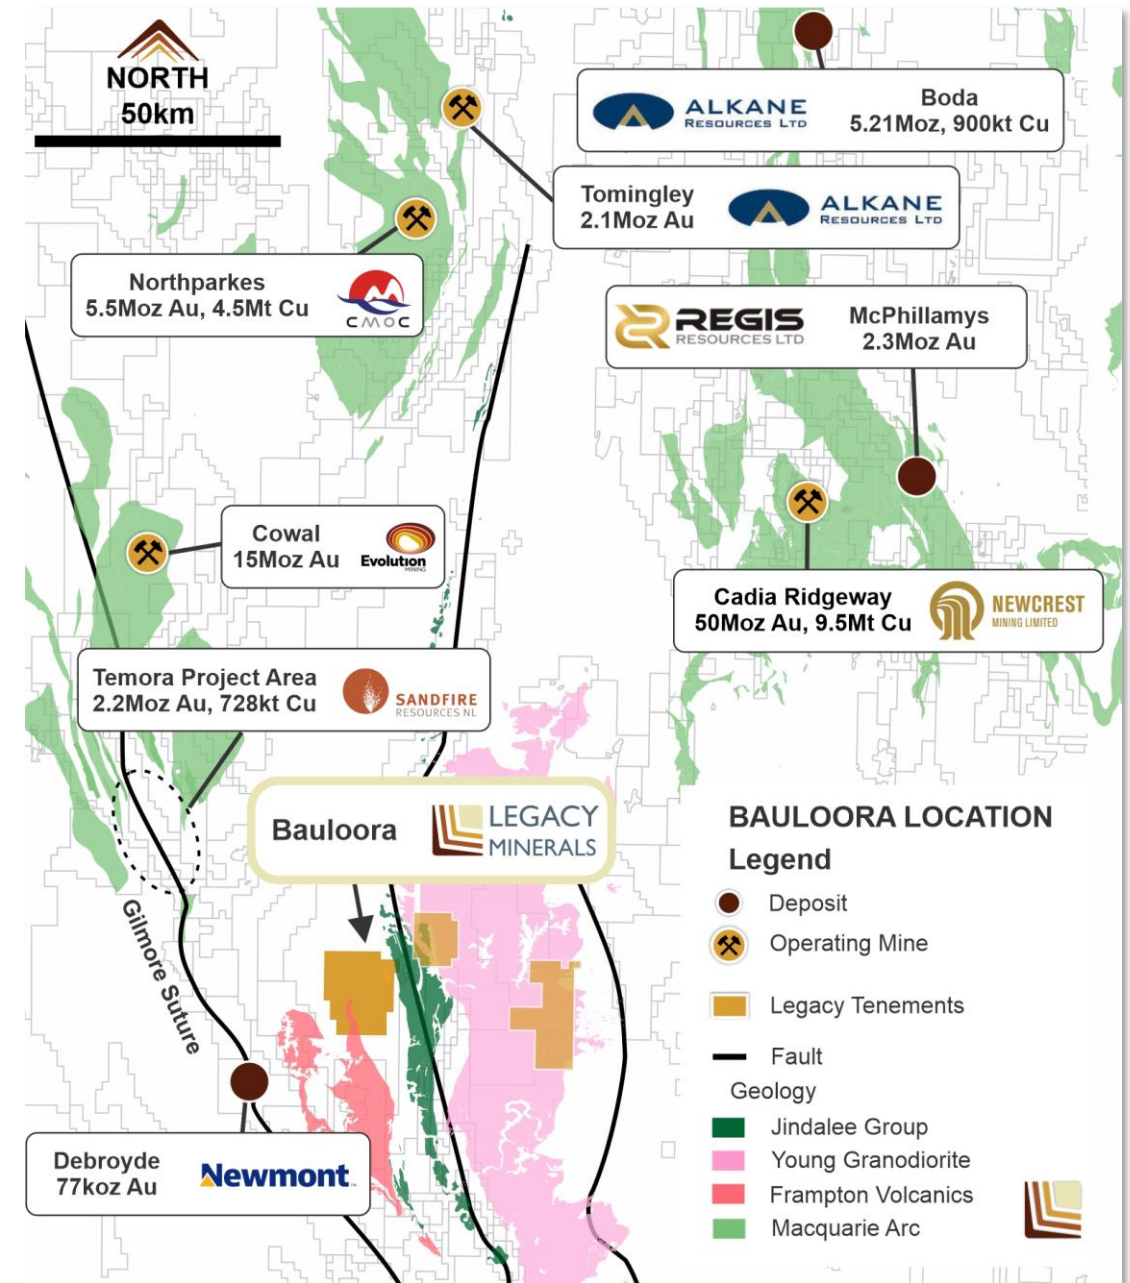 NORTH
50km
ALKANE
RESOURCES LTD
Boda
5.21Moz, 900kt Cu
Tomingley
2.1Moz Au
ALKANE
RESOURCES LTD
Northparkes
5.5Moz Au, 4.5Mt Cu
CMOC
REGIS
RESOURCES LTD
McPhillamys
2.3Moz Au
Cowal
15Moz Au
Evolution
MINING
Cadia Ridgeway
50Moz Au, 9.5Mt Cu
NEWCREST
MINING LIMITED
Temora Project Area
2.2Moz Au, 728kt Cu
SANDFIRE
RESOURCES NL
Bauloora
LEGACY
MINERALS
Gilmore Suture
Debroyde
77koz Au
Newmont
BAULOORA LOCATION
Legend
Deposit
Operating Mine
Legacy Tenements
Fault
Geology
Jindalee Group
Young Granodiorite
Frampton Volcanics
Macquarie Arc